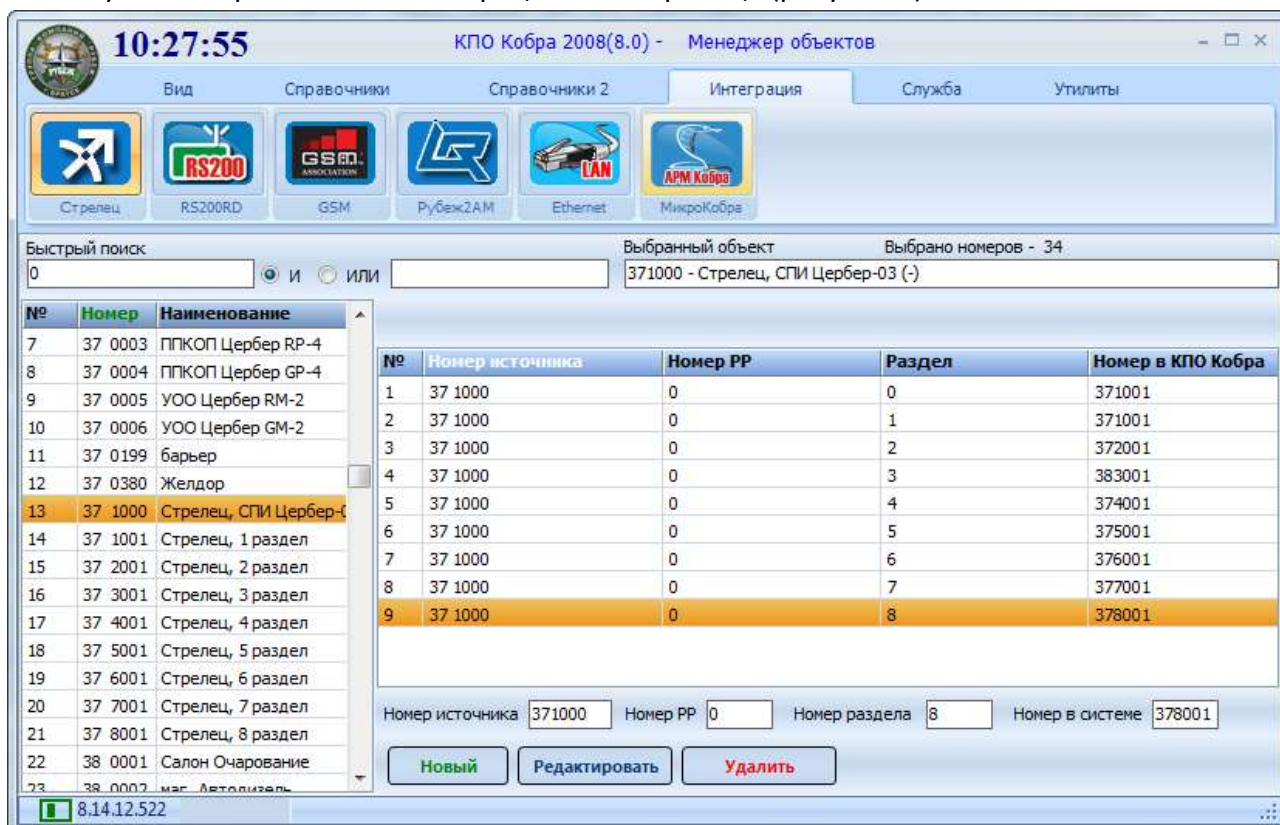 10:27:55 КПО Кобра 2008(8.0) - Менеджер объектов
Вид Справочники Справочники 2 Интеграция Служба Утилиты
RS200 GSM ASSOCIATION LAN АРМ Кобра
Стрелец RS200RD GSM Рубеж2АМ Ethernet МикроКобра
Быстрый поиск Выбранный объект Выбрано номеров - 34
0 и или 371000 - Стрелец, СПИ Цербер-03 (-)
№ Номер Наименование
7 37 0003 ППКОП Цербер RP-4
8 37 0004 ППКОП Цербер GP-4
9 37 0005 УОО Цербер RM-2
10 37 0006 УОО Цербер GM-2
11 37 0199 барьер
12 37 0380 Желдор
13 37 1000 Стрелец, СПИ Цербер-0
14 37 1001 Стрелец, 1 раздел
15 37 2001 Стрелец, 2 раздел
16 37 3001 Стрелец, 3 раздел
17 37 4001 Стрелец, 4 раздел
18 37 5001 Стрелец, 5 раздел
19 37 6001 Стрелец, 6 раздел
20 37 7001 Стрелец, 7 раздел
21 37 8001 Стрелец, 8 раздел
22 38 0001 Салон Очарование
23 38 0002 маг. Автодизель
№ Номер источника Номер РР Раздел Номер в КПО Кобра
1 37 1000 0 0 371001
2 37 1000 0 1 371001
3 37 1000 0 2 372001
4 37 1000 0 3 383001
5 37 1000 0 4 374001
6 37 1000 0 5 375001
7 37 1000 0 6 376001
8 37 1000 0 7 377001
9 37 1000 0 8 378001
Номер источника 371000 Номер РР 0 Номер раздела 8 Номер в системе 378001
Новый Редактировать Удалить
8.14.12.522